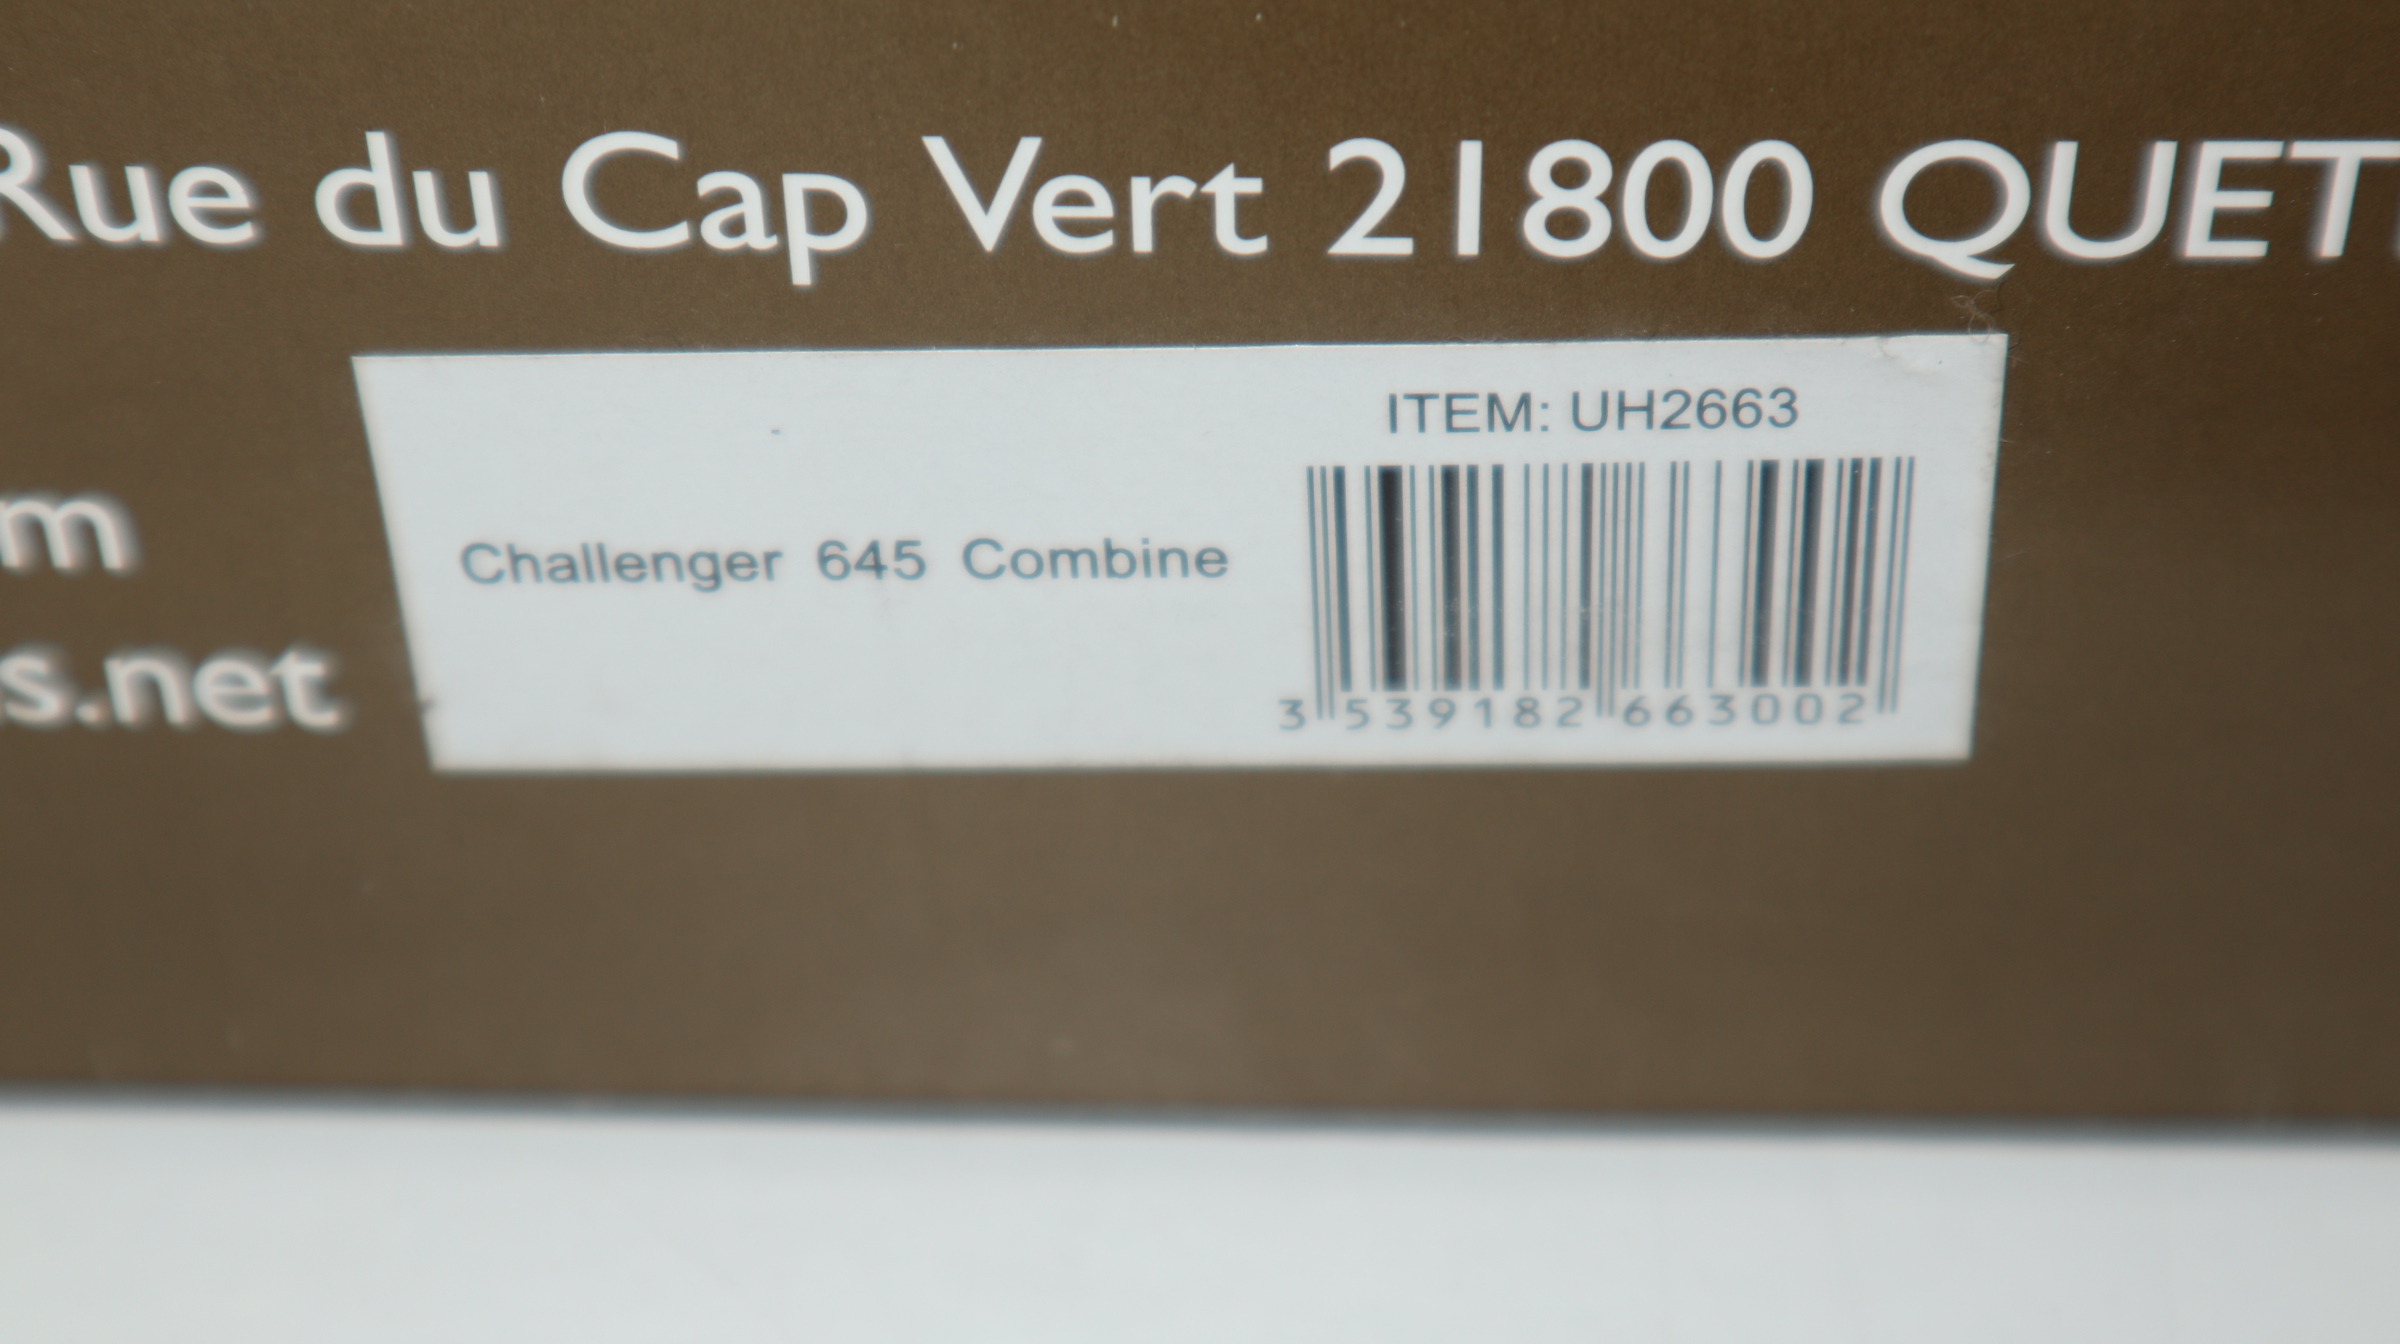 Rue du Cap Vert 21800 QUET
ITEM: UH2663
Challenger 645 Combine
3 539182 663002
m
s.net